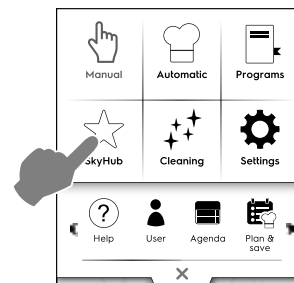 Manual Automatic Programs
SkyHub Cleaning Settings
? Help User Agenda Plan &
save